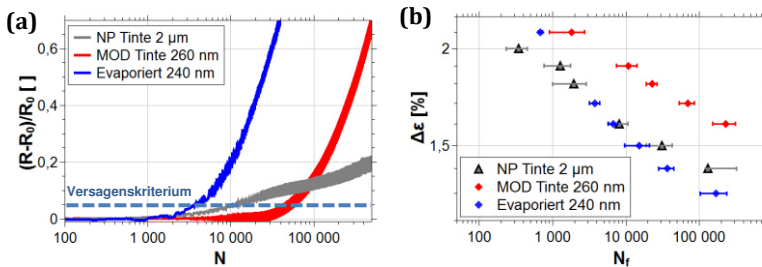 (a)
0,6
0,4
0,2
0
(R-R₀)/R₀ [ ]
NP Tinte 2 µm
MOD Tinte 260 nm
Evaporiert 240 nm
Versagenskriterium
100
1 000
10 000
100 000
N
(b)
2
1,5
Δε [%]
NP Tinte 2 µm
MOD Tinte 260 nm
Evaporiert 240 nm
100
1 000
10 000
100 000
N_f